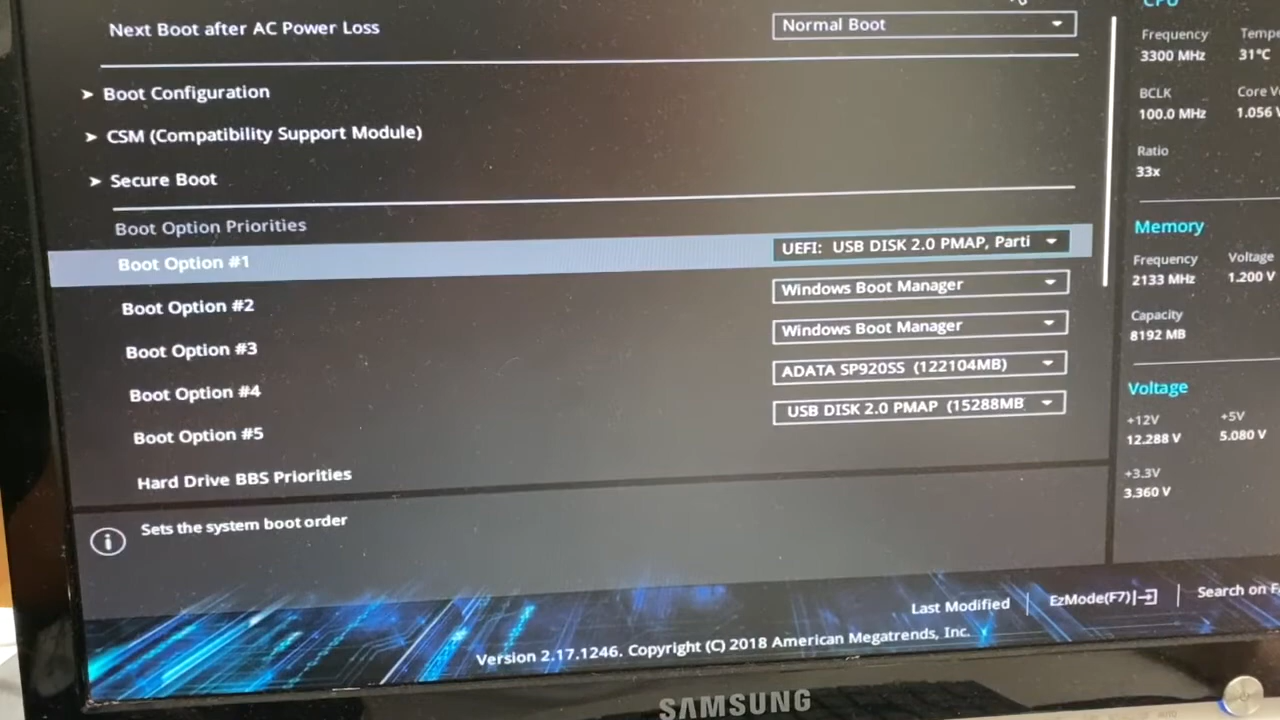 CPU
Next Boot after AC Power Loss
Normal Boot
Frequency
3300 MHz
31°C
Boot Configuration
BCLK
Core
100.0 MHz
1.056
CSM (Compatibility Support Module)
Ratio
33x
Secure Boot
Boot Option Priorities
Memory
Boot Option #1
UEFI: USB DISK 2.0 PMAP, Parti
Frequency
Voltage
2133 MHz
1.200 V
Boot Option #2
Windows Boot Manager
Capacity
8192 MB
Boot Option #3
Windows Boot Manager
Boot Option #4
ADATA SP920SS (122104MB)
Voltage
Boot Option #5
USB DISK 2.0 PMAP (15288MB
+12V
+5V
12.288 V
5.080 V
Hard Drive BBS Priorities
+3.3V
3.360 V
Sets the system boot order
Last Modified
EzMode(F7)
Search on
Version 2.17.1246. Copyright (C) 2018 American Megatrends, Inc.
SAMSUNG